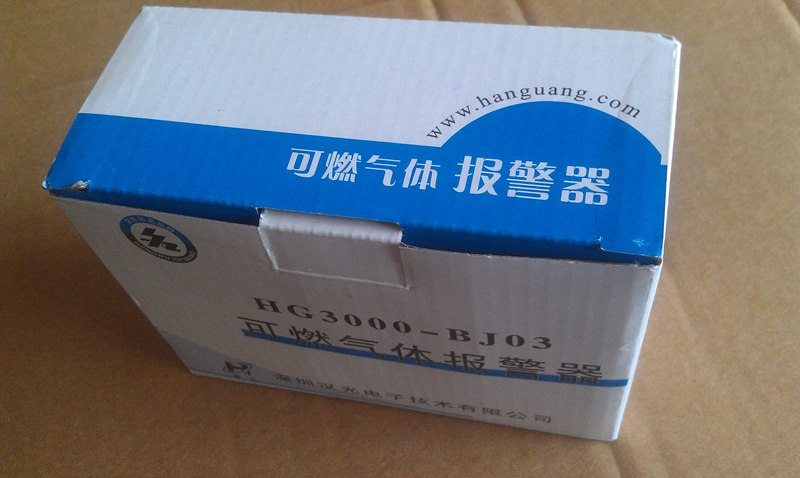 www.hanguang.com
可燃气体 报警器
HG3000-BJ03
可燃气体报警器
深圳汉光电子技术有限公司